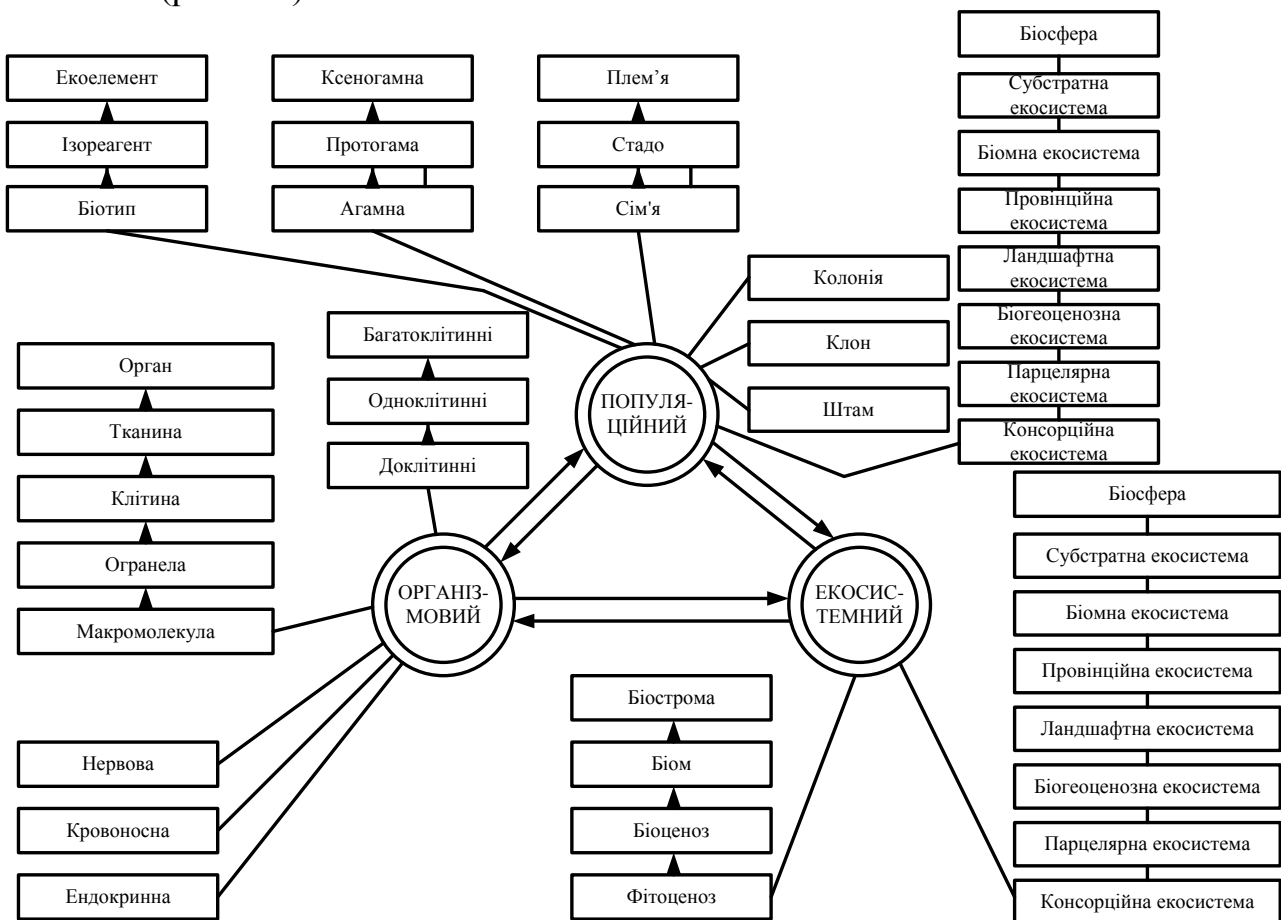 Екоелемент
Ізореагент
Біотип
Ксеногамна
Протогама
Агамна
Плем’я
Стадо
Сім'я
Біосфера
Субстратна
екосистема
Біомна екосистема
Провінційна
екосистема
Ландшафтна
екосистема
Біогеоценозна
екосистема
Парцелярна
екосистема
Консорційна
екосистема
Колонія
Клон
Штам
Багатоклітинні
Одноклітинні
Доклітинні
Орган
Тканина
Клітина
Огранела
Макромолекула
ПОПУЛЯ-
ЦІЙНИЙ
ОРГАНІЗ-
МОВИЙ
ЕКОСИС-
ТЕМНИЙ
Нервова
Кровоносна
Ендокринна
Біострома
Біом
Біоценоз
Фітоценоз
Біосфера
Субстратна екосистема
Біомна екосистема
Провінційна екосистема
Ландшафтна екосистема
Біогеоценозна екосистема
Парцелярна екосистема
Консорційна екосистема